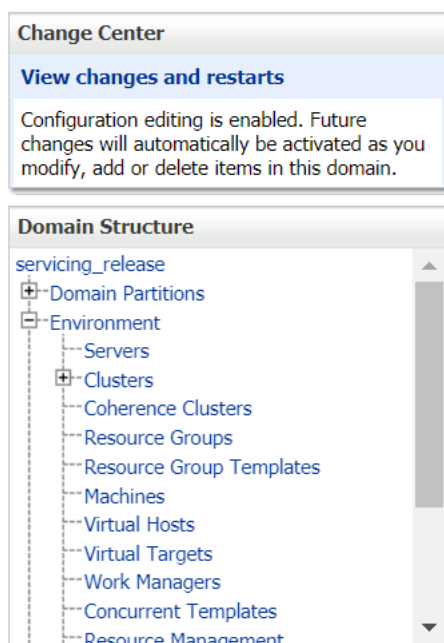 Change Center
View changes and restarts
Configuration editing is enabled. Future
changes will automatically be activated as you
modify, add or delete items in this domain.
Domain Structure
servicing_release
Domain Partitions
Environment
Servers
Clusters
Coherence Clusters
Resource Groups
Resource Group Templates
Machines
Virtual Hosts
Virtual Targets
Work Managers
Concurrent Templates
Resource Management